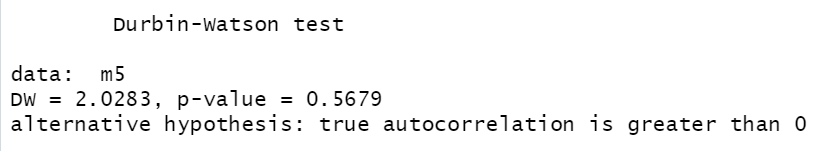 Durbin-Watson test
data:  m5
DW = 2.0283, p-value = 0.5679
alternative hypothesis: true autocorrelation is greater than 0